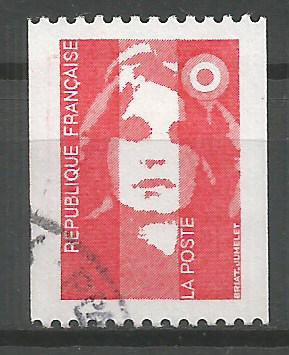 REPUBLIQUE FRANÇAISE
LA POSTE
BRIAT.JUMELET